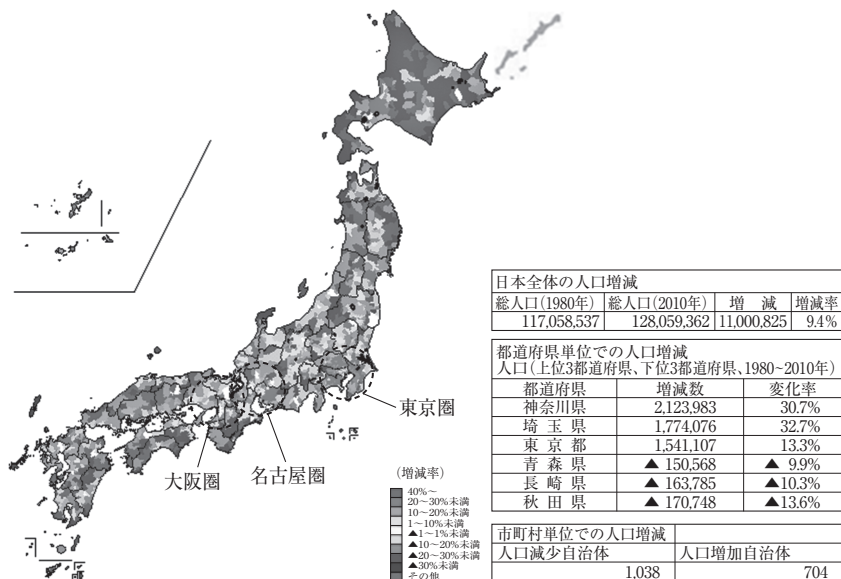 日本全体の人口増減
総人口(1980年) 総人口(2010年) 増 減 増減率
117,058,537 128,059,362 11,000,825 9.4%
都道府県単位での人口増減
人口(上位3都道府県、下位3都道府県、1980~2010年)
都道府県 増減数 変化率
神奈川県 2,123,983 30.7%
埼 玉 県 1,774,076 32.7%
東 京 都 1,541,107 13.3%
青 森 県 ▲ 150,568 ▲ 9.9%
長 崎 県 ▲ 163,785 ▲10.3%
秋 田 県 ▲ 170,748 ▲13.6%
市町村単位での人口増減
人口減少自治体 人口増加自治体
1,038 704
東京圏
名古屋圏
大阪圏
(増減率)
40%~
20~30%未満
10~20%未満
1~10%未満
▲1~1%未満
▲10~20%未満
▲20~30%未満
▲30%未満
その他